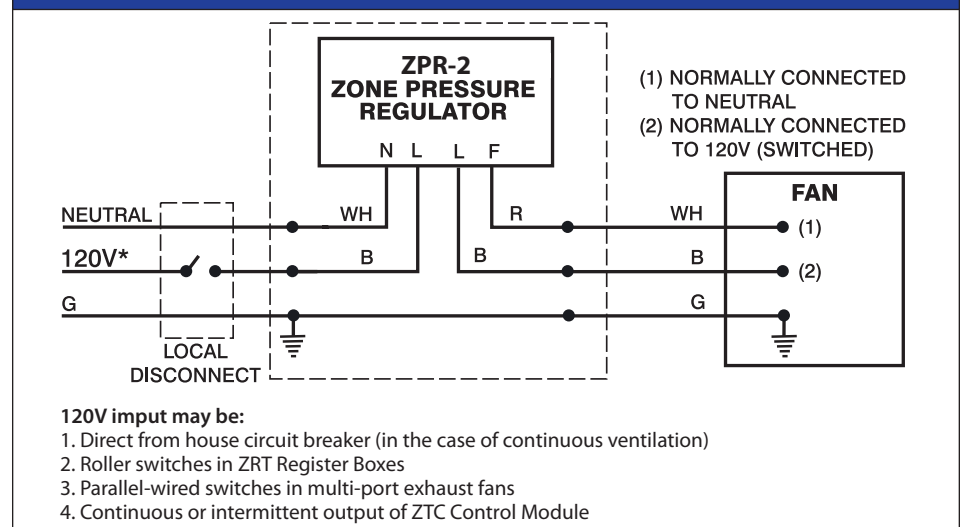 ZPR-2
ZONE PRESSURE
REGULATOR
N L L F
(1) NORMALLY CONNECTED
TO NEUTRAL
(2) NORMALLY CONNECTED
TO 120V (SWITCHED)
FAN
NEUTRAL
WH
R
WH
(1)
120V*
B
B
B
(2)
G
G
LOCAL
DISCONNECT
120V imput may be:
1. Direct from house circuit breaker (in the case of continuous ventilation)
2. Roller switches in ZRT Register Boxes
3. Parallel-wired switches in multi-port exhaust fans
4. Continuous or intermittent output of ZTC Control Module